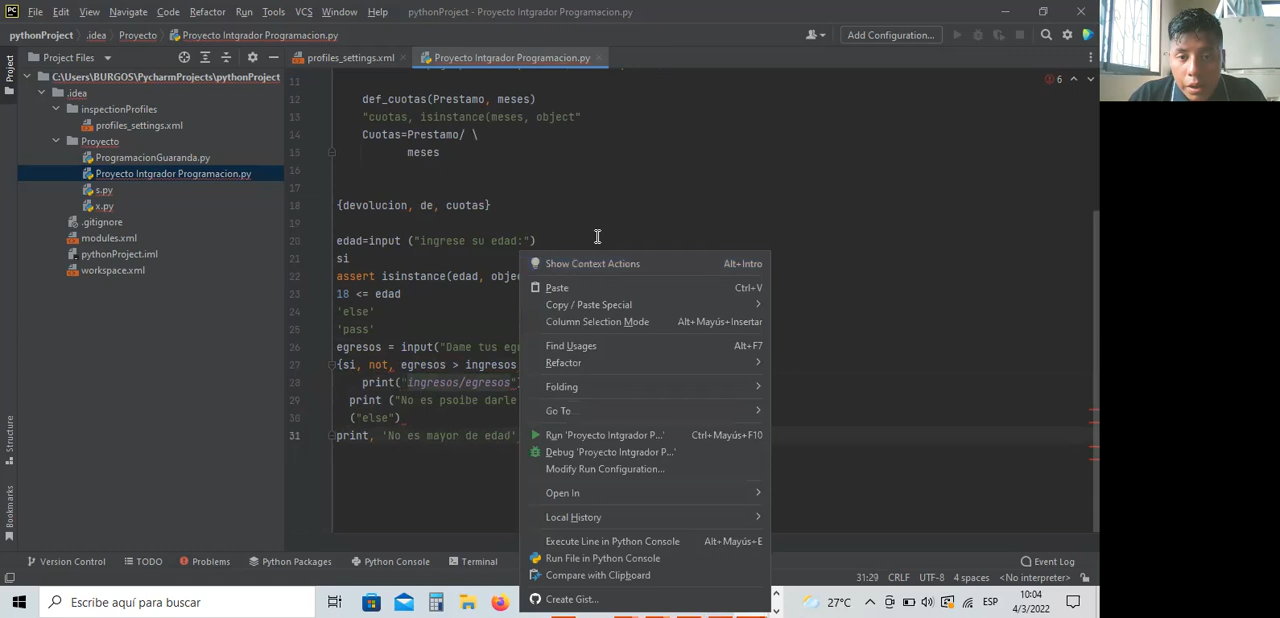 File Edit View Navigate Code Refactor Run Tools VCS Window Help pythonProject - Proyecto Intgrador Programacion.py
pythonProject .idea Proyecto Proyecto Intgrador Programacion.py Add Configuration...
Project
Project Files profiles_settings.xml Proyecto Intgrador Programacion.py
C:\Users\BURGOS\PycharmProjects\pythonProject
.idea
inspectionProfiles
profiles_settings.xml
Proyecto
ProgramacionGuaranda.py
Proyecto Intgrador Programacion.py
s.py
x.py
.gitignore
modules.xml
pythonProject.iml
workspace.xml
6
11
12 def_cuotas(Prestamo, meses)
13 "cuotas, isinstance(meses, object"
14 Cuotas=Prestamo/ \
15 meses
16
17
18 {devolucion, de, cuotas}
19
20 edad=input ("ingrese su edad:")
21 si
22 assert isinstance(edad, objec
23 18 <= edad
24 'else'
25 'pass'
26 egresos = input("Dame tus egr
27 {si, not, egresos > ingresos
28 print("ingresos/egresos")
29 print ("No es psoibe darle
30 ("else")
31 print, 'No es mayor de edad'
Show Context Actions Alt+Intro
Paste Ctrl+V
Copy / Paste Special
Column Selection Mode Alt+Mayús+Insertar
Find Usages Alt+F7
Refactor
Folding
Go To
Run 'Proyecto Intgrador P...' Ctrl+Mayús+F10
Debug 'Proyecto Intgrador P...'
Modify Run Configuration...
Open In
Local History
Execute Line in Python Console Alt+Mayús+E
Run File in Python Console
Compare with Clipboard
Create Gist...
Structure
Bookmarks
Version Control TODO Problems Python Packages Python Console Terminal Event Log
31:29 CRLF UTF-8 4 spaces <No interpreter>
Escribe aquí para buscar 27°C ESP
10:04
4/3/2022